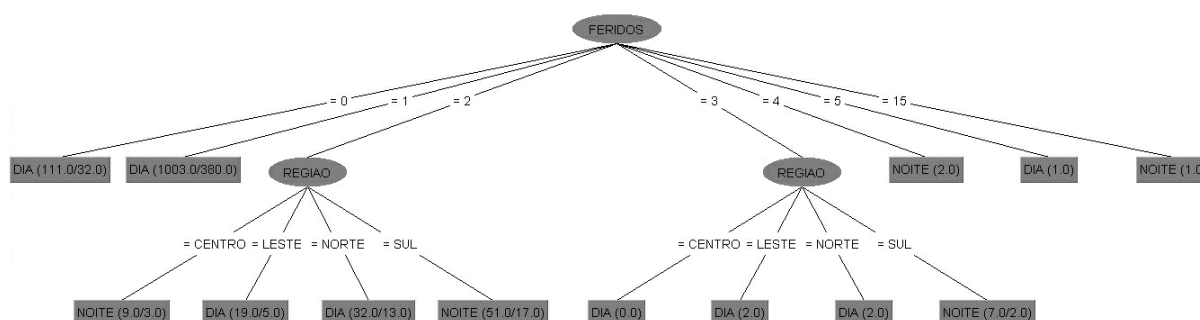 FERIDOS
= 0
= 1
= 2
= 3
= 4
= 5
= 15
DIA (111.0/32.0)
DIA (1003.0/380.0)
REGIAO
REGIAO
NOITE (2.0)
DIA (1.0)
NOITE (1.0
= CENTRO
= LESTE
= NORTE
= SUL
= CENTRO
= LESTE
= NORTE
= SUL
NOITE (9.0/3.0)
DIA (19.0/5.0)
DIA (32.0/13.0)
NOITE (51.0/17.0)
DIA (0.0)
DIA (2.0)
DIA (2.0)
NOITE (7.0/2.0)